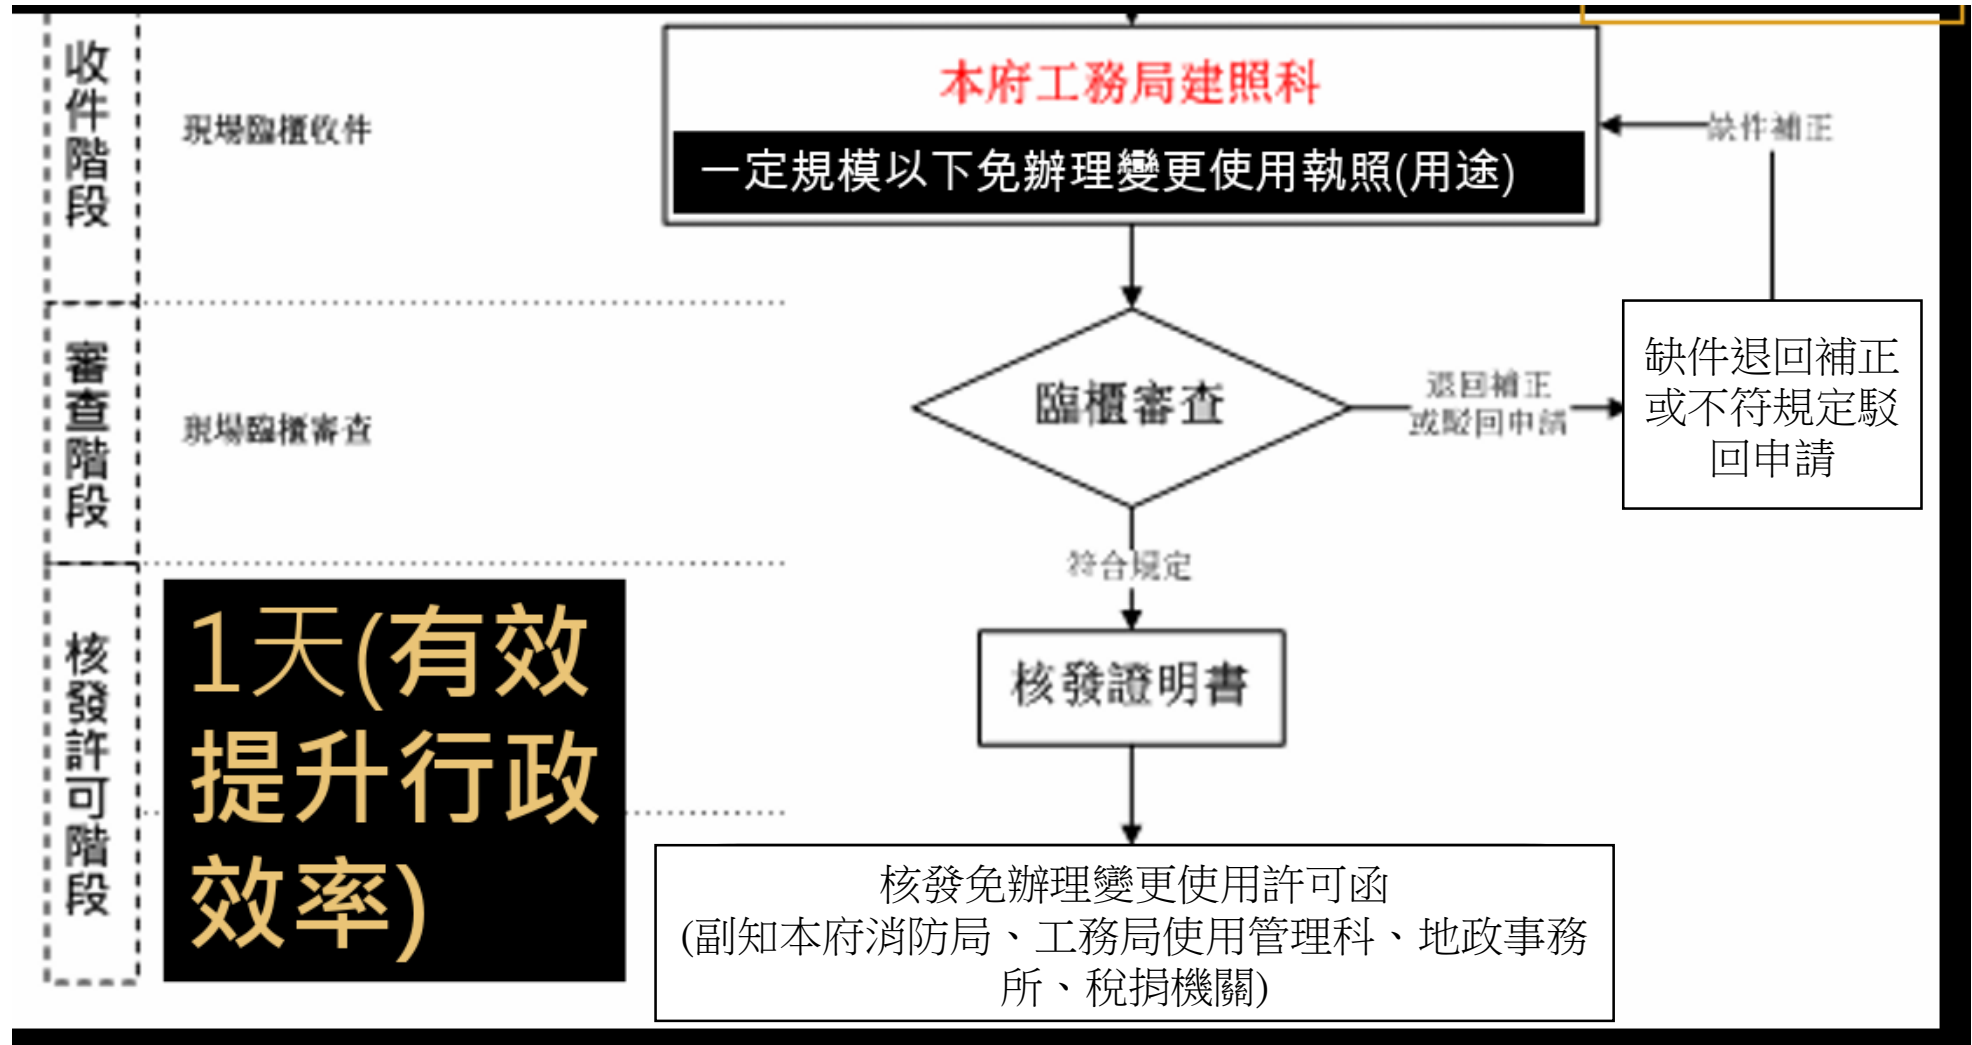 收件階段
現場臨櫃收件
本府工務局建照科
一定規模以下免辦理變更使用執照(用途)
缺件補正
審查階段
現場臨櫃審查
臨櫃審查
退回補正
或駁回申請
缺件退回補正
或不符規定駁
回申請
符合規定
核發許可階段
1天(有效
提升行政
效率)
核發證明書
核發免辦理變更使用許可函
(副知本府消防局、工務局使用管理科、地政事務
所、稅捐機關)